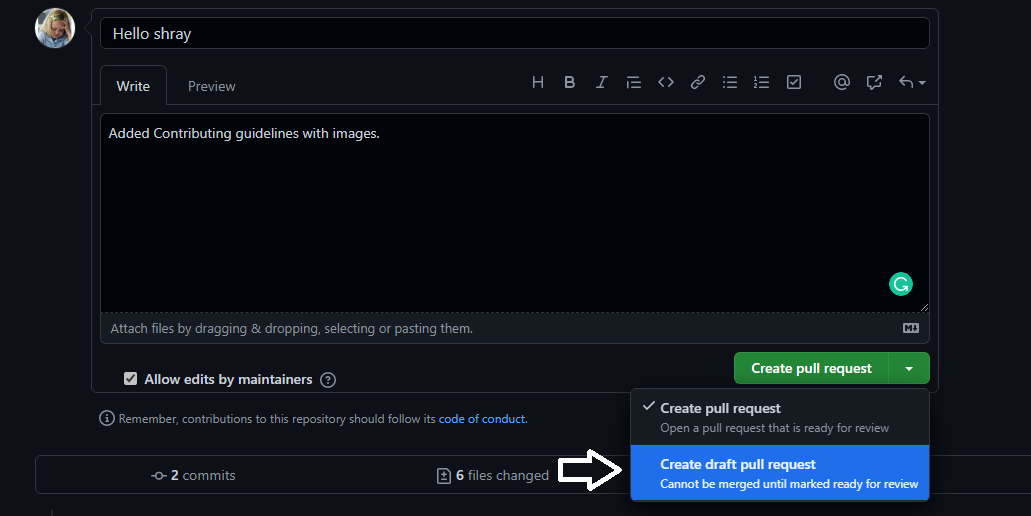 Hello shray
Write Preview
Added Contributing guidelines with images.
Attach files by dragging & dropping, selecting or pasting them.
Allow edits by maintainers
Create pull request
Create pull request
Open a pull request that is ready for review
Create draft pull request
Cannot be merged until marked ready for review
Remember, contributions to this repository should follow its code of conduct.
2 commits
6 files changed